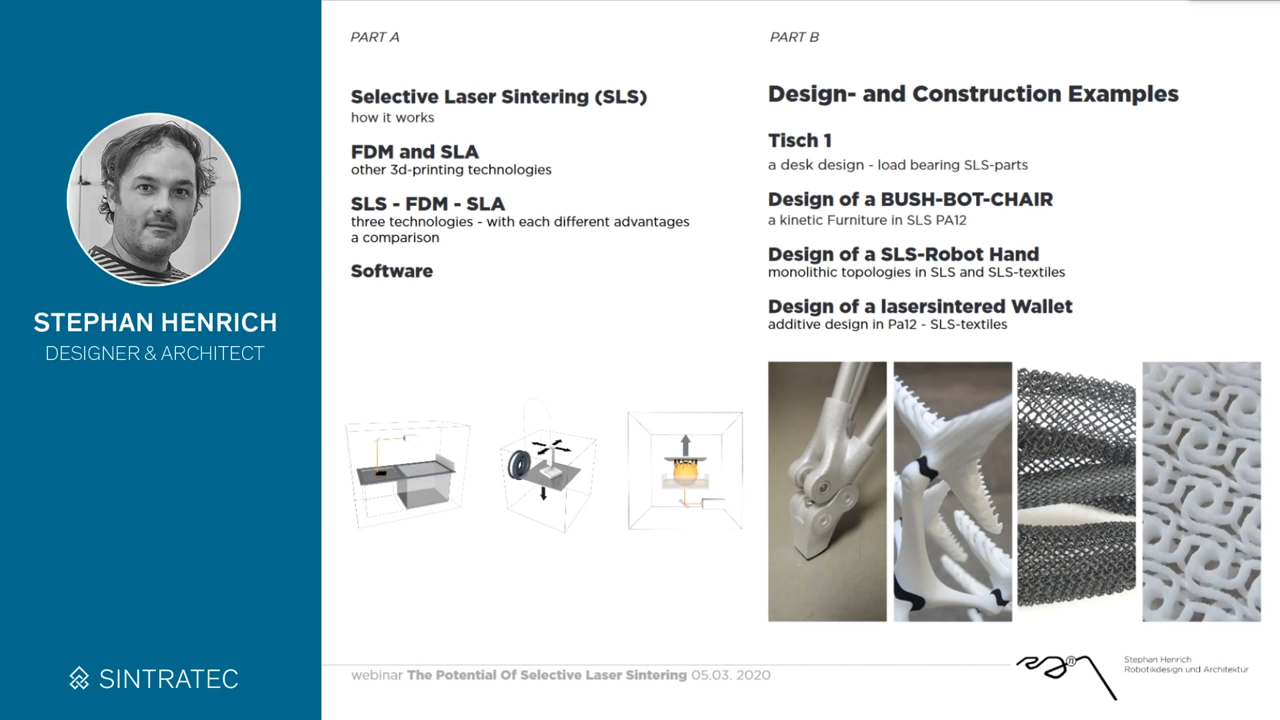 STEPHAN HENRICH
DESIGNER & ARCHITECT
SINTRATEC
PART A
Selective Laser Sintering (SLS)
how it works
FDM and SLA
other 3d-printing technologies
SLS - FDM - SLA
three technologies - with each different advantages
a comparison
Software
PART B
Design- and Construction Examples
Tisch 1
a desk design - load bearing SLS-parts
Design of a BUSH-BOT-CHAIR
a kinetic Furniture in SLS PA12
Design of a SLS-Robot Hand
monolithic topologies in SLS and SLS-textiles
Design of a lasersintered Wallet
additive design in Pa12 - SLS-textiles
webinar The Potential Of Selective Laser Sintering 05.03. 2020
Stephan Henrich
Robotikdesign und Architektur